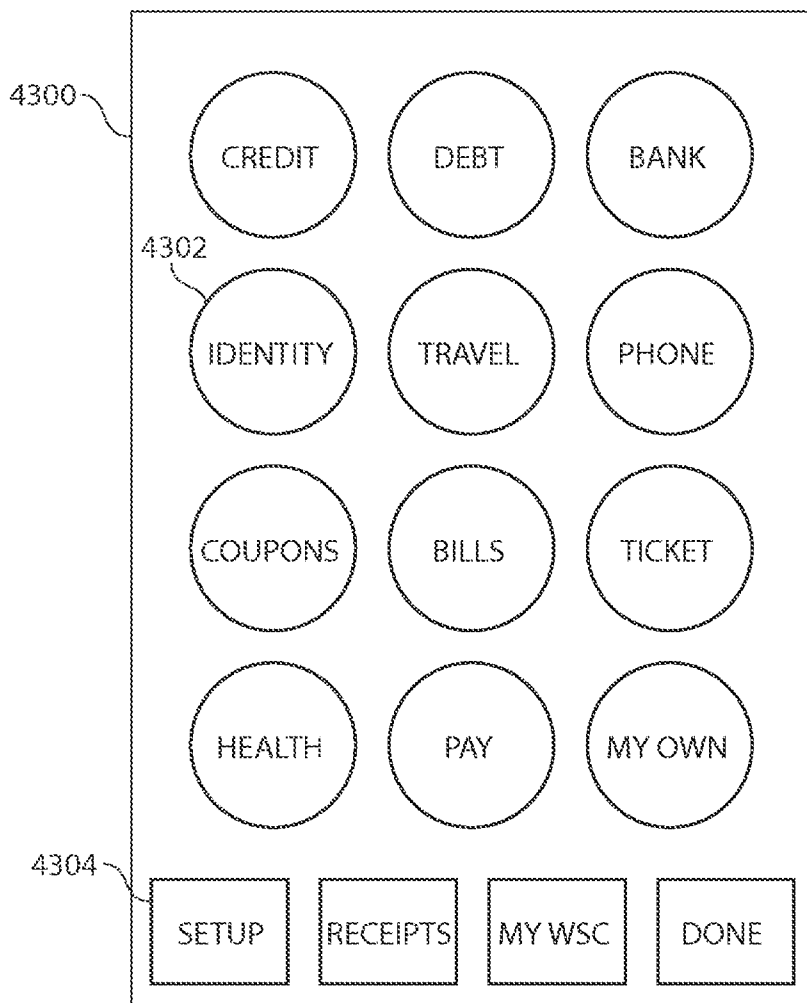 4300
CREDIT DEBT BANK
4302
IDENTITY TRAVEL PHONE
COUPONS BILLS TICKET
HEALTH PAY MY OWN
4304
SETUP RECEIPTS MY WSC DONE